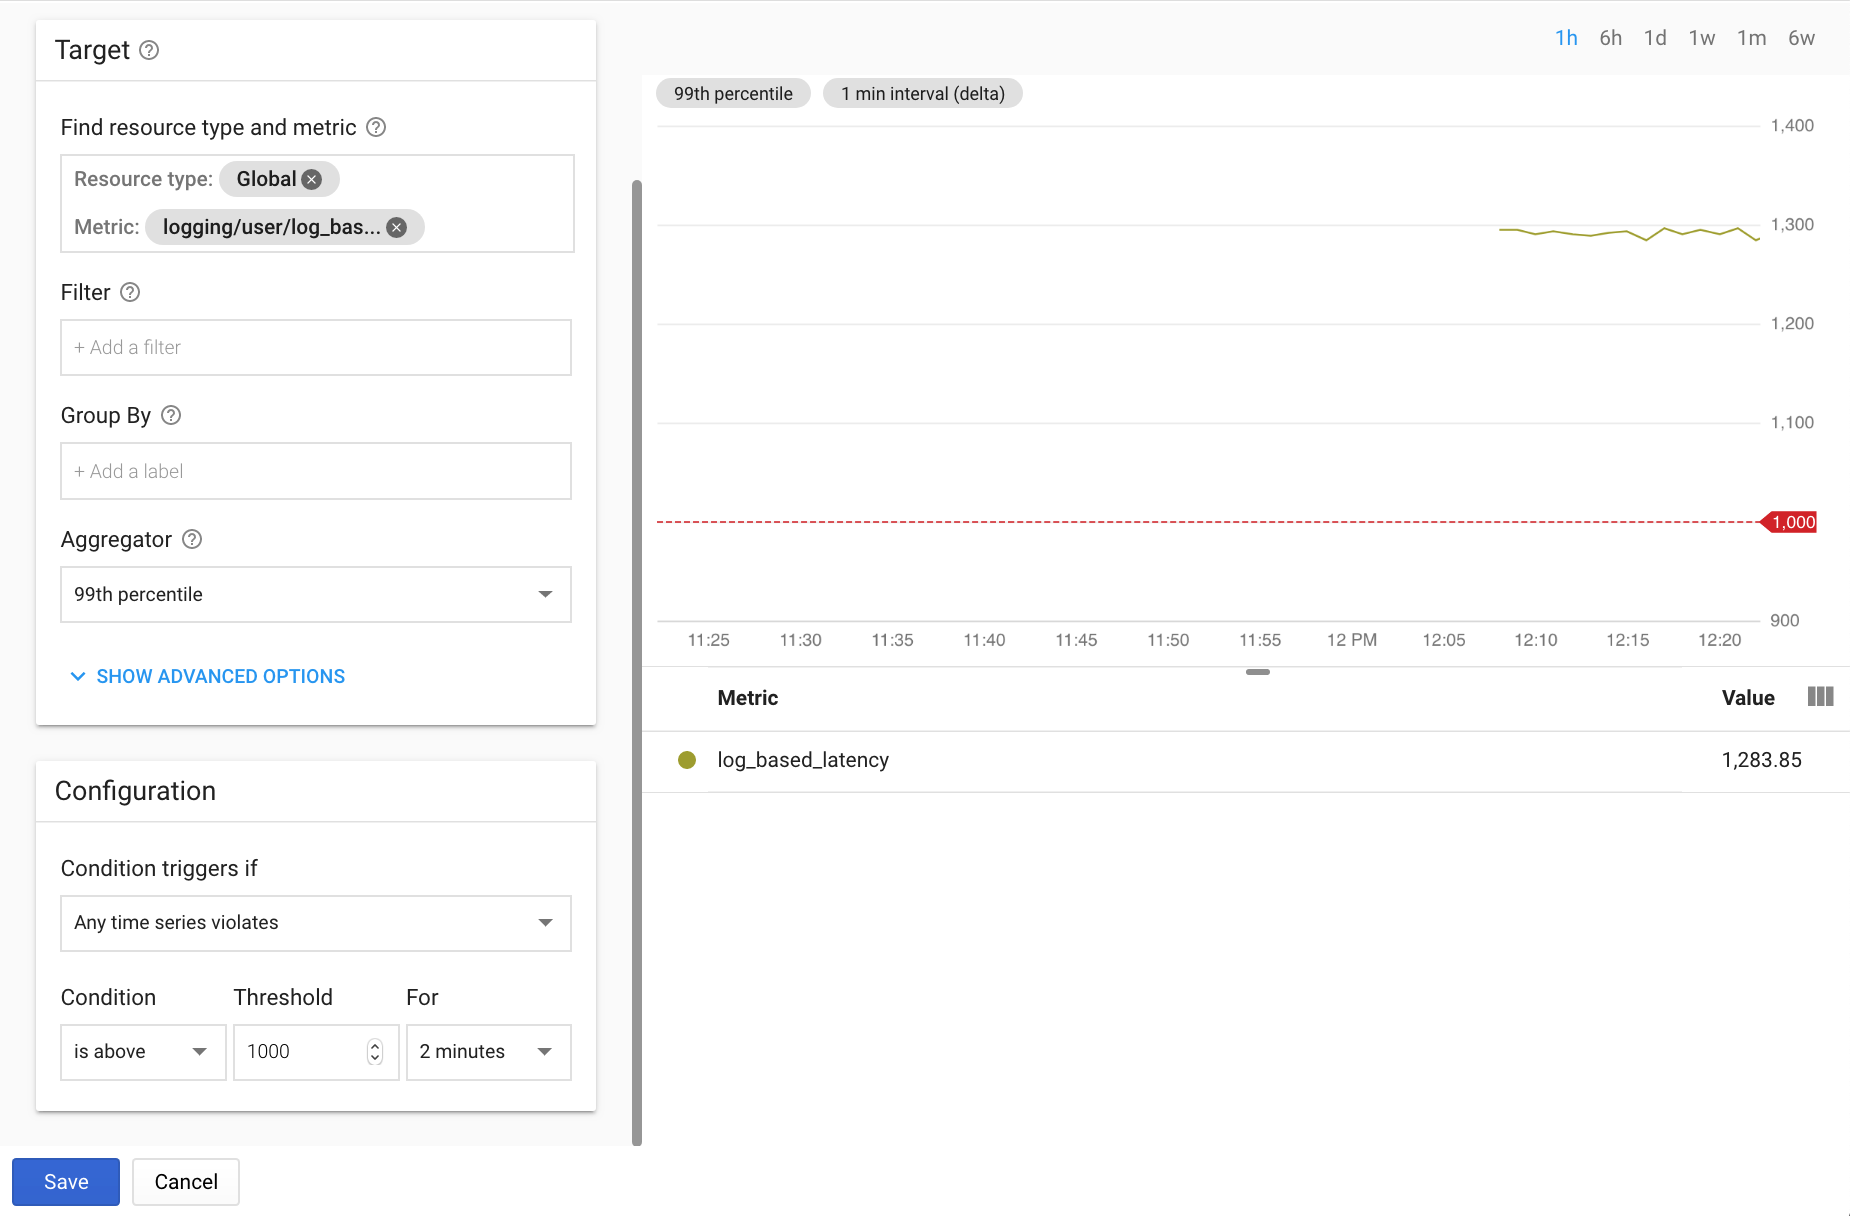 Target
Find resource type and metric
Resource type: Global
Metric: logging/user/log_bas...
Filter
+ Add a filter
Group By
+ Add a label
Aggregator
99th percentile
SHOW ADVANCED OPTIONS
Configuration
Condition triggers if
Any time series violates
Condition Threshold For
is above 1000 2 minutes
Save Cancel
1h 6h 1d 1w 1m 6w
99th percentile 1 min interval (delta)
1,400
1,300
1,200
1,100
1,000
900
11:25 11:30 11:35 11:40 11:45 11:50 11:55 12 PM 12:05 12:10 12:15 12:20
Metric Value
log_based_latency 1,283.85